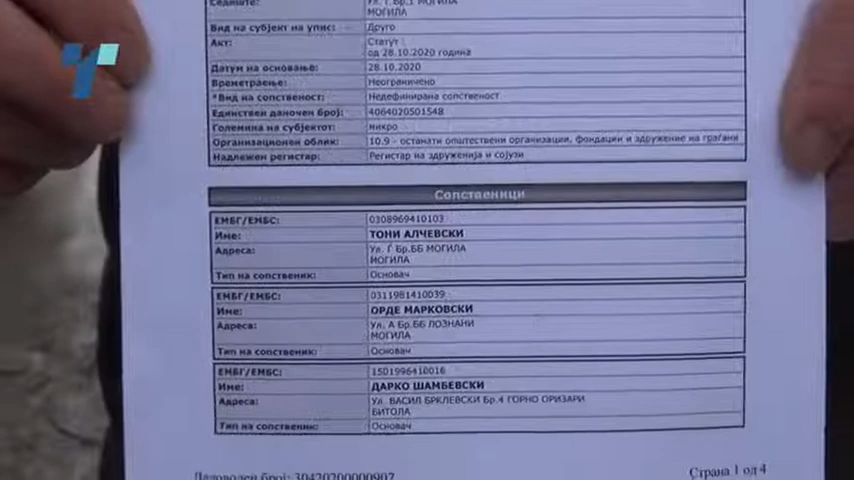 Седиште: Ул. Г Бр.1 МОГИЛА
МОГИЛА
Вид на субјект на упис: Друго
Акт: Статут
од 28.10.2020 година
Датум на основање: 28.10.2020
Времетраење: Неограничено
*Вид на сопственост: Недефинирана сопственост
Единствен даночен број: 4064020501548
Големина на субјектот: микро
Организационен облик: 10.9 - останати општествени организации, фондации и здружение на граѓани
Надлежен регистар: Регистар на здруженија и сојузи
Сопственици
ЕМБГ/ЕМБС: 0308969410103
Име: ТОНИ АЛЧЕВСКИ
Адреса: Ул. Ѓ Бр.ББ МОГИЛА
МОГИЛА
Тип на сопственик: Основач
ЕМБГ/ЕМБС: 0311981410039
Име: ОРДЕ МАРКОВСКИ
Адреса: Ул. А Бр.ББ ЛОЗНАНИ
МОГИЛА
Тип на сопственик: Основач
ЕМБГ/ЕМБС: 1501996410016
Име: ДАРКО ШАМБЕВСКИ
Адреса: Ул. ВАСИЛ БРКЛЕВСКИ Бр.4 ГОРНО ОРИЗАРИ
БИТОЛА
Тип на сопственик: Основач
Деловоден број: 30420200000907
Страна 1 од 4